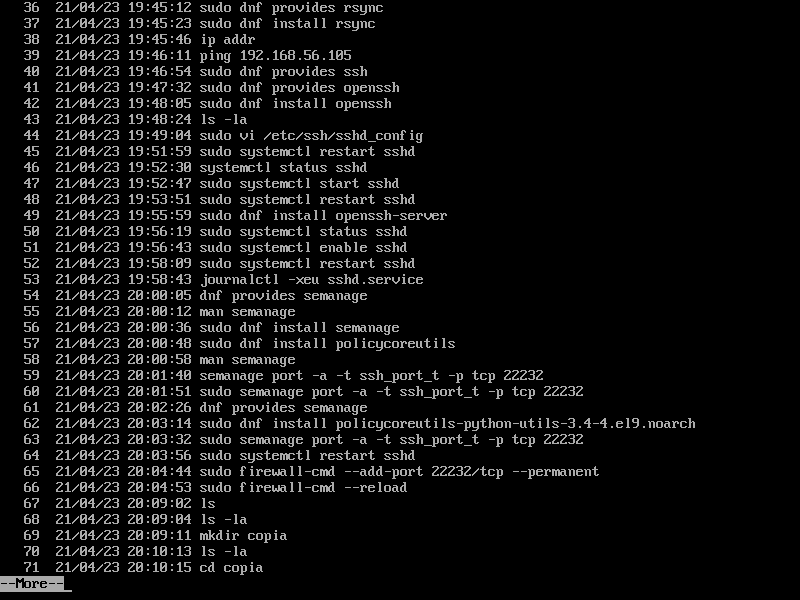 36 21/04/23 19:45:12 sudo dnf provides rsync
37 21/04/23 19:45:23 sudo dnf install rsync
38 21/04/23 19:45:46 ip addr
39 21/04/23 19:46:11 ping 192.168.56.105
40 21/04/23 19:46:54 sudo dnf provides ssh
41 21/04/23 19:47:32 sudo dnf provides openssh
42 21/04/23 19:48:05 sudo dnf install openssh
43 21/04/23 19:48:24 ls -la
44 21/04/23 19:49:04 sudo vi /etc/ssh/sshd_config
45 21/04/23 19:51:59 sudo systemctl restart sshd
46 21/04/23 19:52:30 systemctl status sshd
47 21/04/23 19:52:47 sudo systemctl start sshd
48 21/04/23 19:53:51 sudo systemctl restart sshd
49 21/04/23 19:55:59 sudo dnf install openssh-server
50 21/04/23 19:56:19 sudo systemctl status sshd
51 21/04/23 19:56:43 sudo systemctl enable sshd
52 21/04/23 19:58:09 sudo systemctl restart sshd
53 21/04/23 19:58:43 journalctl -xeu sshd.service
54 21/04/23 20:00:05 dnf provides semanage
55 21/04/23 20:00:12 man semanage
56 21/04/23 20:00:36 sudo dnf install semanage
57 21/04/23 20:00:48 sudo dnf install policycoreutils
58 21/04/23 20:00:58 man semanage
59 21/04/23 20:01:40 semanage port -a -t ssh_port_t -p tcp 22232
60 21/04/23 20:01:51 sudo semanage port -a -t ssh_port_t -p tcp 22232
61 21/04/23 20:02:26 dnf provides semanage
62 21/04/23 20:03:14 sudo dnf install policycoreutils-python-utils-3.4-4.el9.noarch
63 21/04/23 20:03:32 sudo semanage port -a -t ssh_port_t -p tcp 22232
64 21/04/23 20:03:56 sudo systemctl restart sshd
65 21/04/23 20:04:44 sudo firewall-cmd --add-port 22232/tcp --permanent
66 21/04/23 20:04:53 sudo firewall-cmd --reload
67 21/04/23 20:09:02 ls
68 21/04/23 20:09:04 ls -la
69 21/04/23 20:09:11 mkdir copia
70 21/04/23 20:10:13 ls -la
71 21/04/23 20:10:15 cd copia
--More--